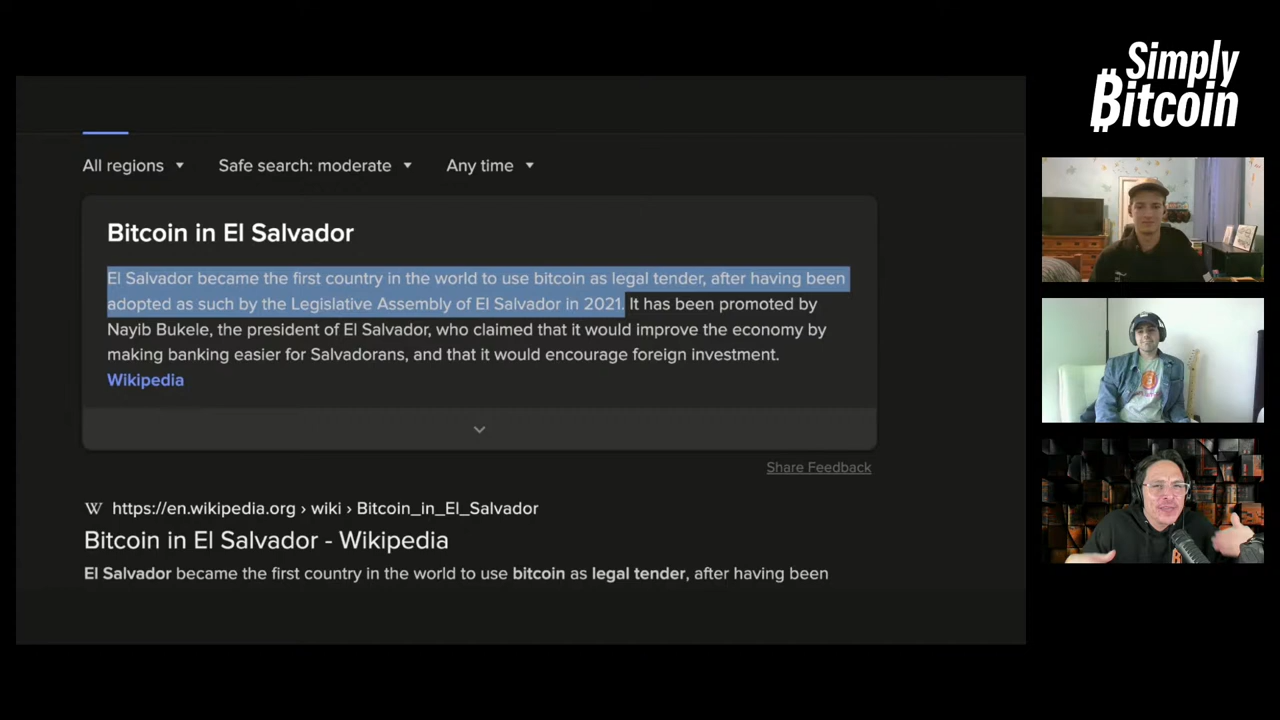 Simply
Bitcoin
All regions
Safe search: moderate
Any time
Bitcoin in El Salvador
El Salvador became the first country in the world to use bitcoin as legal tender, after having been
adopted as such by the Legislative Assembly of El Salvador in 2021. It has been promoted by
Nayib Bukele, the president of El Salvador, who claimed that it would improve the economy by
making banking easier for Salvadorans, and that it would encourage foreign investment.
Wikipedia
Share Feedback
W https://en.wikipedia.org › wiki › Bitcoin_in_El_Salvador
Bitcoin in El Salvador - Wikipedia
El Salvador became the first country in the world to use bitcoin as legal tender, after having been